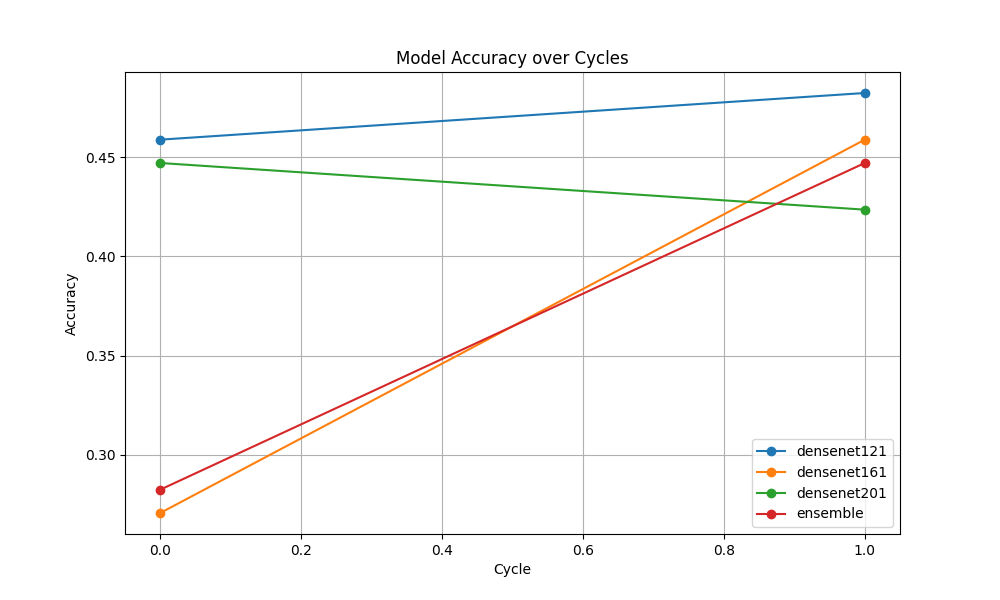 Model Accuracy over Cycles
Accuracy
0.45
0.40
0.35
0.30
densenet121
densenet161
densenet201
ensemble
0.0 0.2 0.4 0.6 0.8 1.0
Cycle